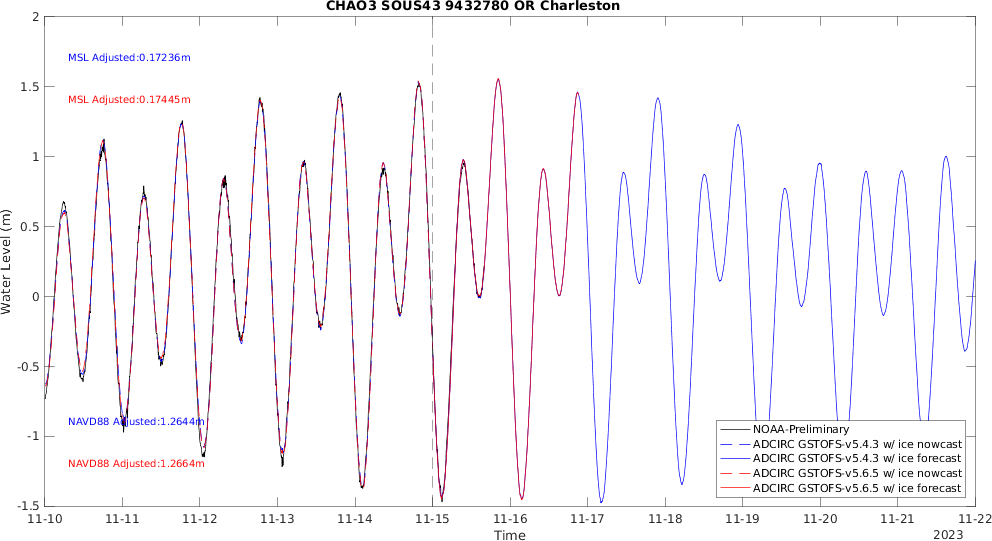 CHAO3 SOUS43 9432780 OR Charleston
2
1.5
1
0.5
0
-0.5
-1
-1.5
Water Level (m)
MSL Adjusted:0.17236m
MSL Adjusted:0.17445m
NAVD88 Adjusted:1.2644m
NAVD88 Adjusted:1.2664m
NOAA-Preliminary
ADCIRC GSTOFS-v5.4.3 w/ ice nowcast
ADCIRC GSTOFS-v5.4.3 w/ ice forecast
ADCIRC GSTOFS-v5.6.5 w/ ice nowcast
ADCIRC GSTOFS-v5.6.5 w/ ice forecast
11-10 11-11 11-12 11-13 11-14 11-15 11-16 11-17 11-18 11-19 11-20 11-21 11-22
Time
2023